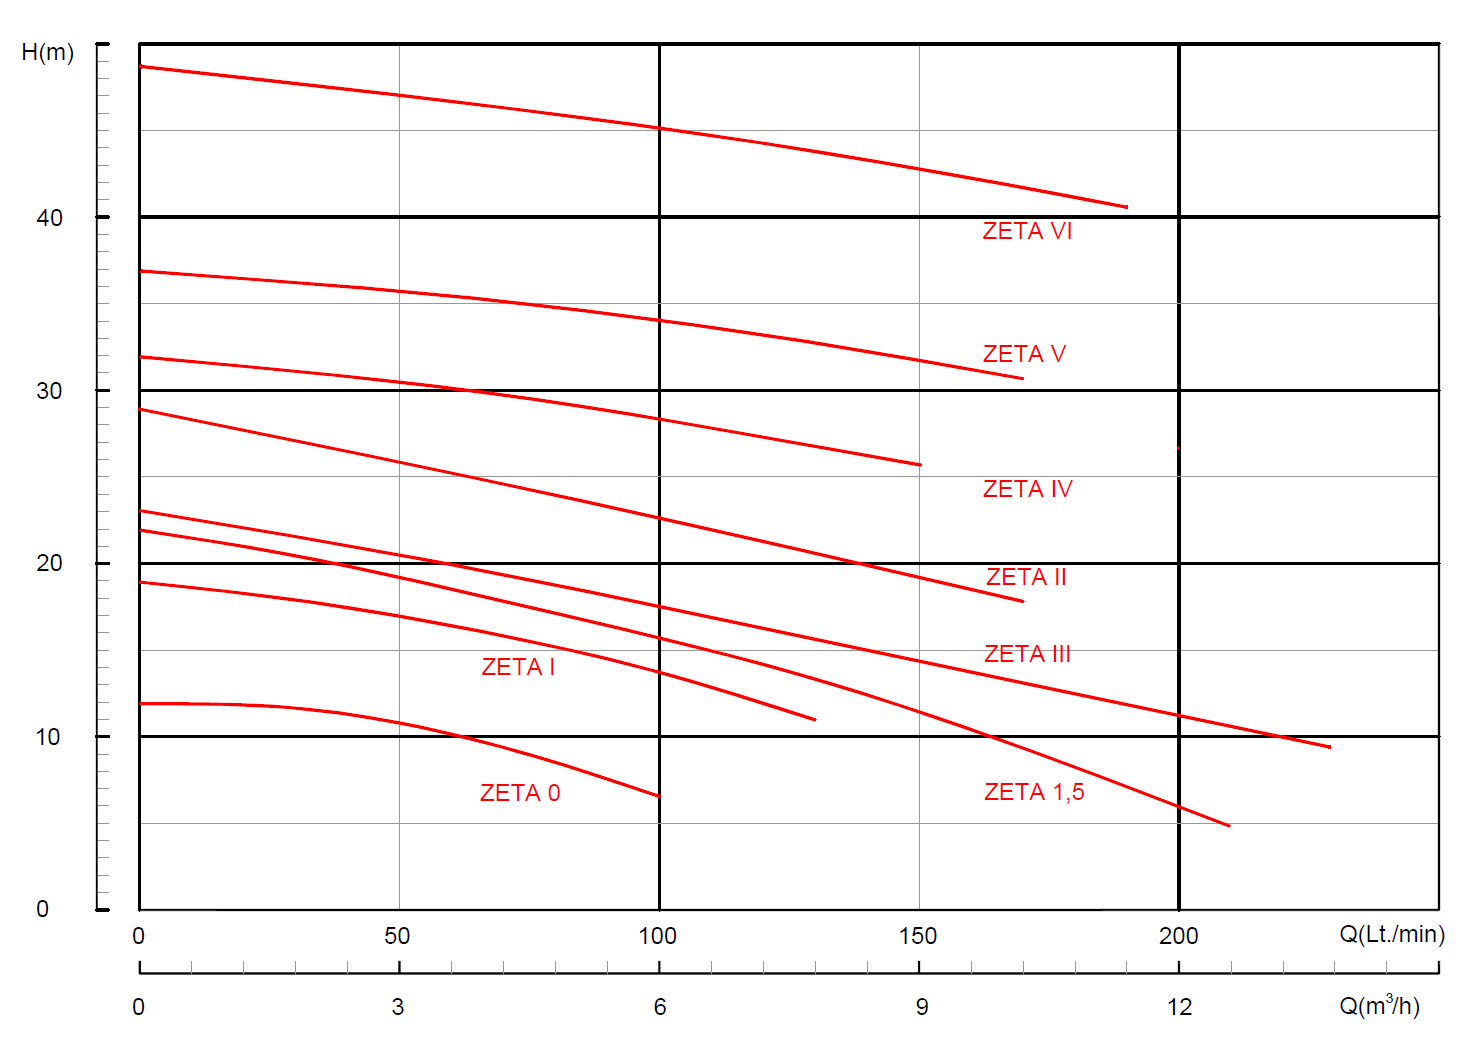 H(m)
40
ZETA VI
ZETA V
30
ZETA IV
20
ZETA II
ZETA III
ZETA I
10
ZETA 0
ZETA 1,5
0
0 50 100 150 200 Q(Lt./min)
0 3 6 9 12 Q(m³/h)